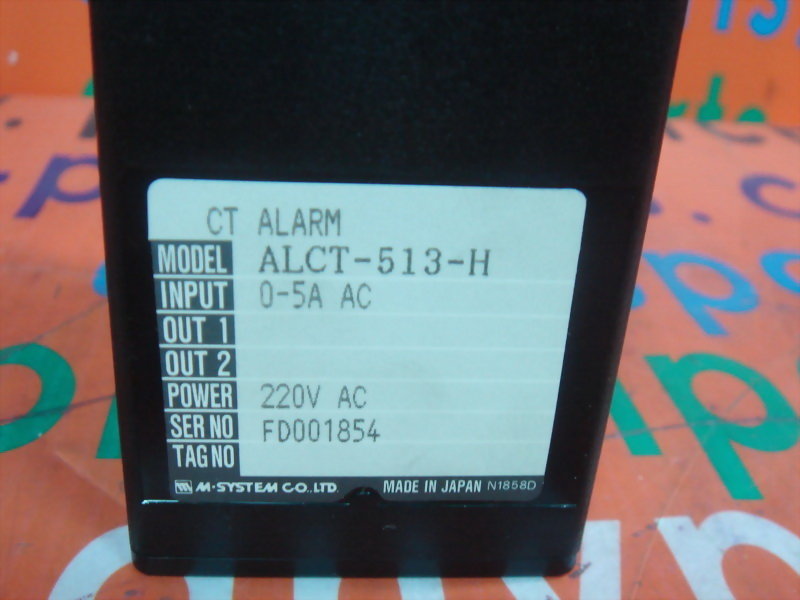 CT ALARM
MODEL ALCT-513-H
INPUT 0-5A AC
OUT 1
OUT 2
POWER 220V AC
SER NO FD001854
TAG NO
M-SYSTEM CO.,LTD. MADE IN JAPAN N1858D